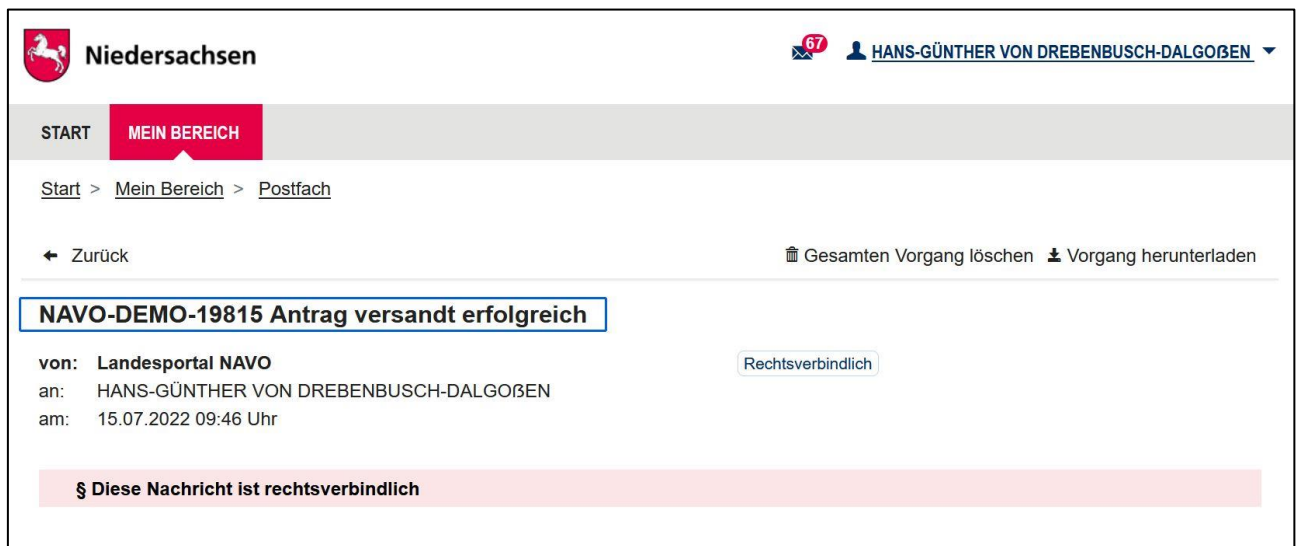 Niedersachsen
67
HANS-GÜNTHER VON DREBENBUSCH-DALGOßEN
START MEIN BEREICH
Start > Mein Bereich > Postfach
Zurück
Gesamten Vorgang löschen Vorgang herunterladen
NAVO-DEMO-19815 Antrag versandt erfolgreich
von: Landesportal NAVO
Rechtsverbindlich
an: HANS-GÜNTHER VON DREBENBUSCH-DALGOßEN
am: 15.07.2022 09:46 Uhr
§ Diese Nachricht ist rechtsverbindlich